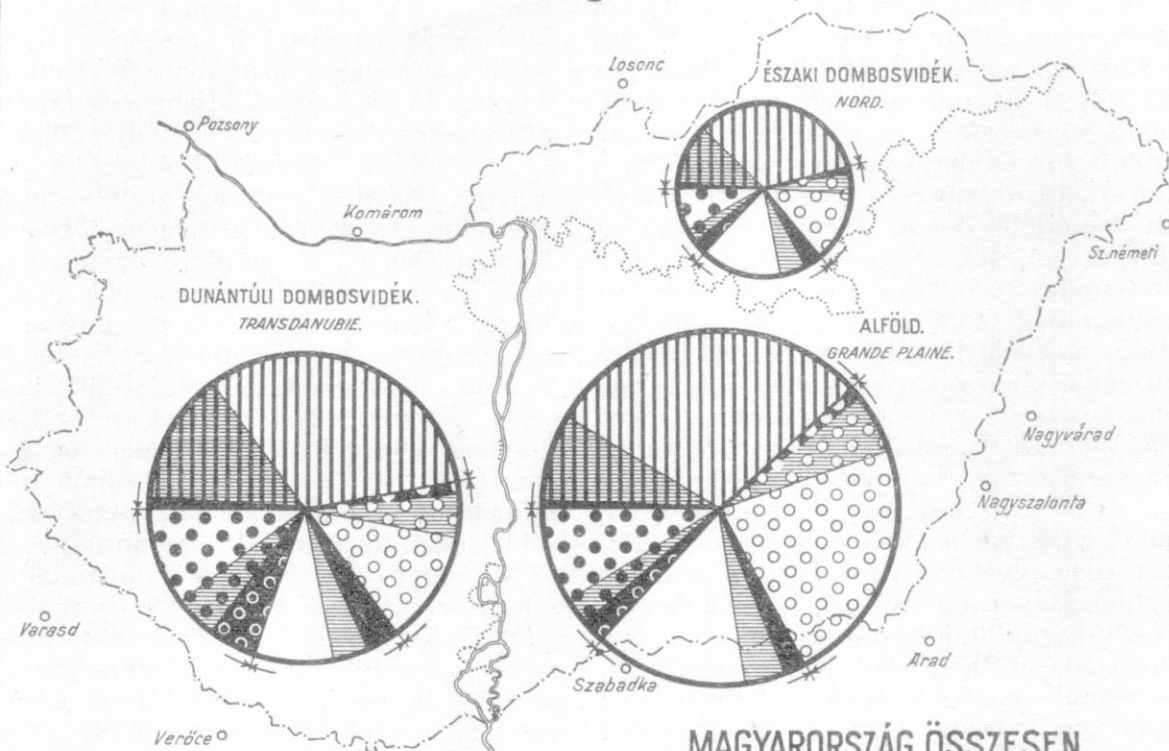 Losonc
ÉSZAKI DOMBOSVIDÉK.
NORD.
Pozsony
Komárom
Sz.németi
DUNÁNTÚLI DOMBOSVIDÉK.
TRANSDANUBIE.
ALFÖLD.
GRANDE PLAINE.
Nagyvárad
Nagyszalonta
Varasd
Arad
Szabadka
Verőce
MAGYARORSZÁG ÖSSZESEN